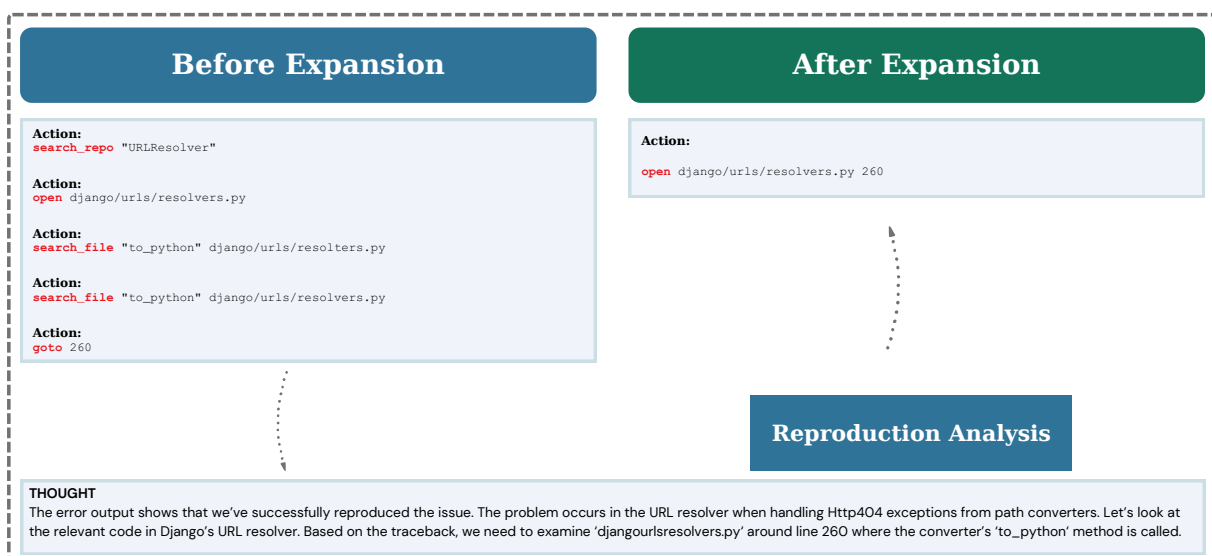 Before Expansion
After Expansion
Action:
search_repo "URLResolver"
Action:
open django/urls/resolvers.py
Action:
search_file "to_python" django/urls/resolters.py
Action:
search_file "to_python" django/urls/resolvers.py
Action:
goto 260
Action:
open django/urls/resolvers.py 260
Reproduction Analysis
THOUGHT
The error output shows that we've successfully reproduced the issue. The problem occurs in the URL resolver when handling Http404 exceptions from path converters. Let's look at
the relevant code in Django's URL resolver. Based on the traceback, we need to examine ‘djangourlsresolvers.py’ around line 260 where the converter's ‘to_python’ method is called.